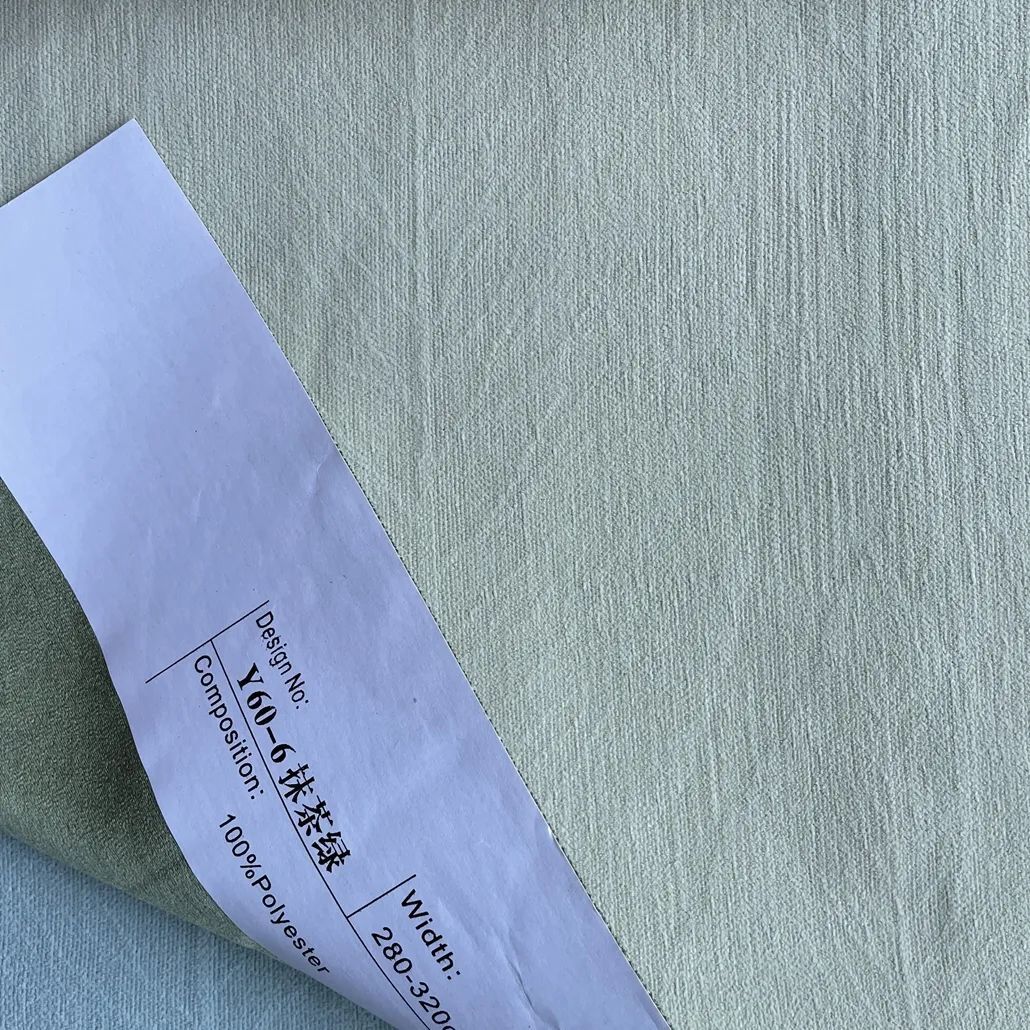 Design No:
Y60-6 抹茶绿
Composition:
100%Polyester
Width:
280-320